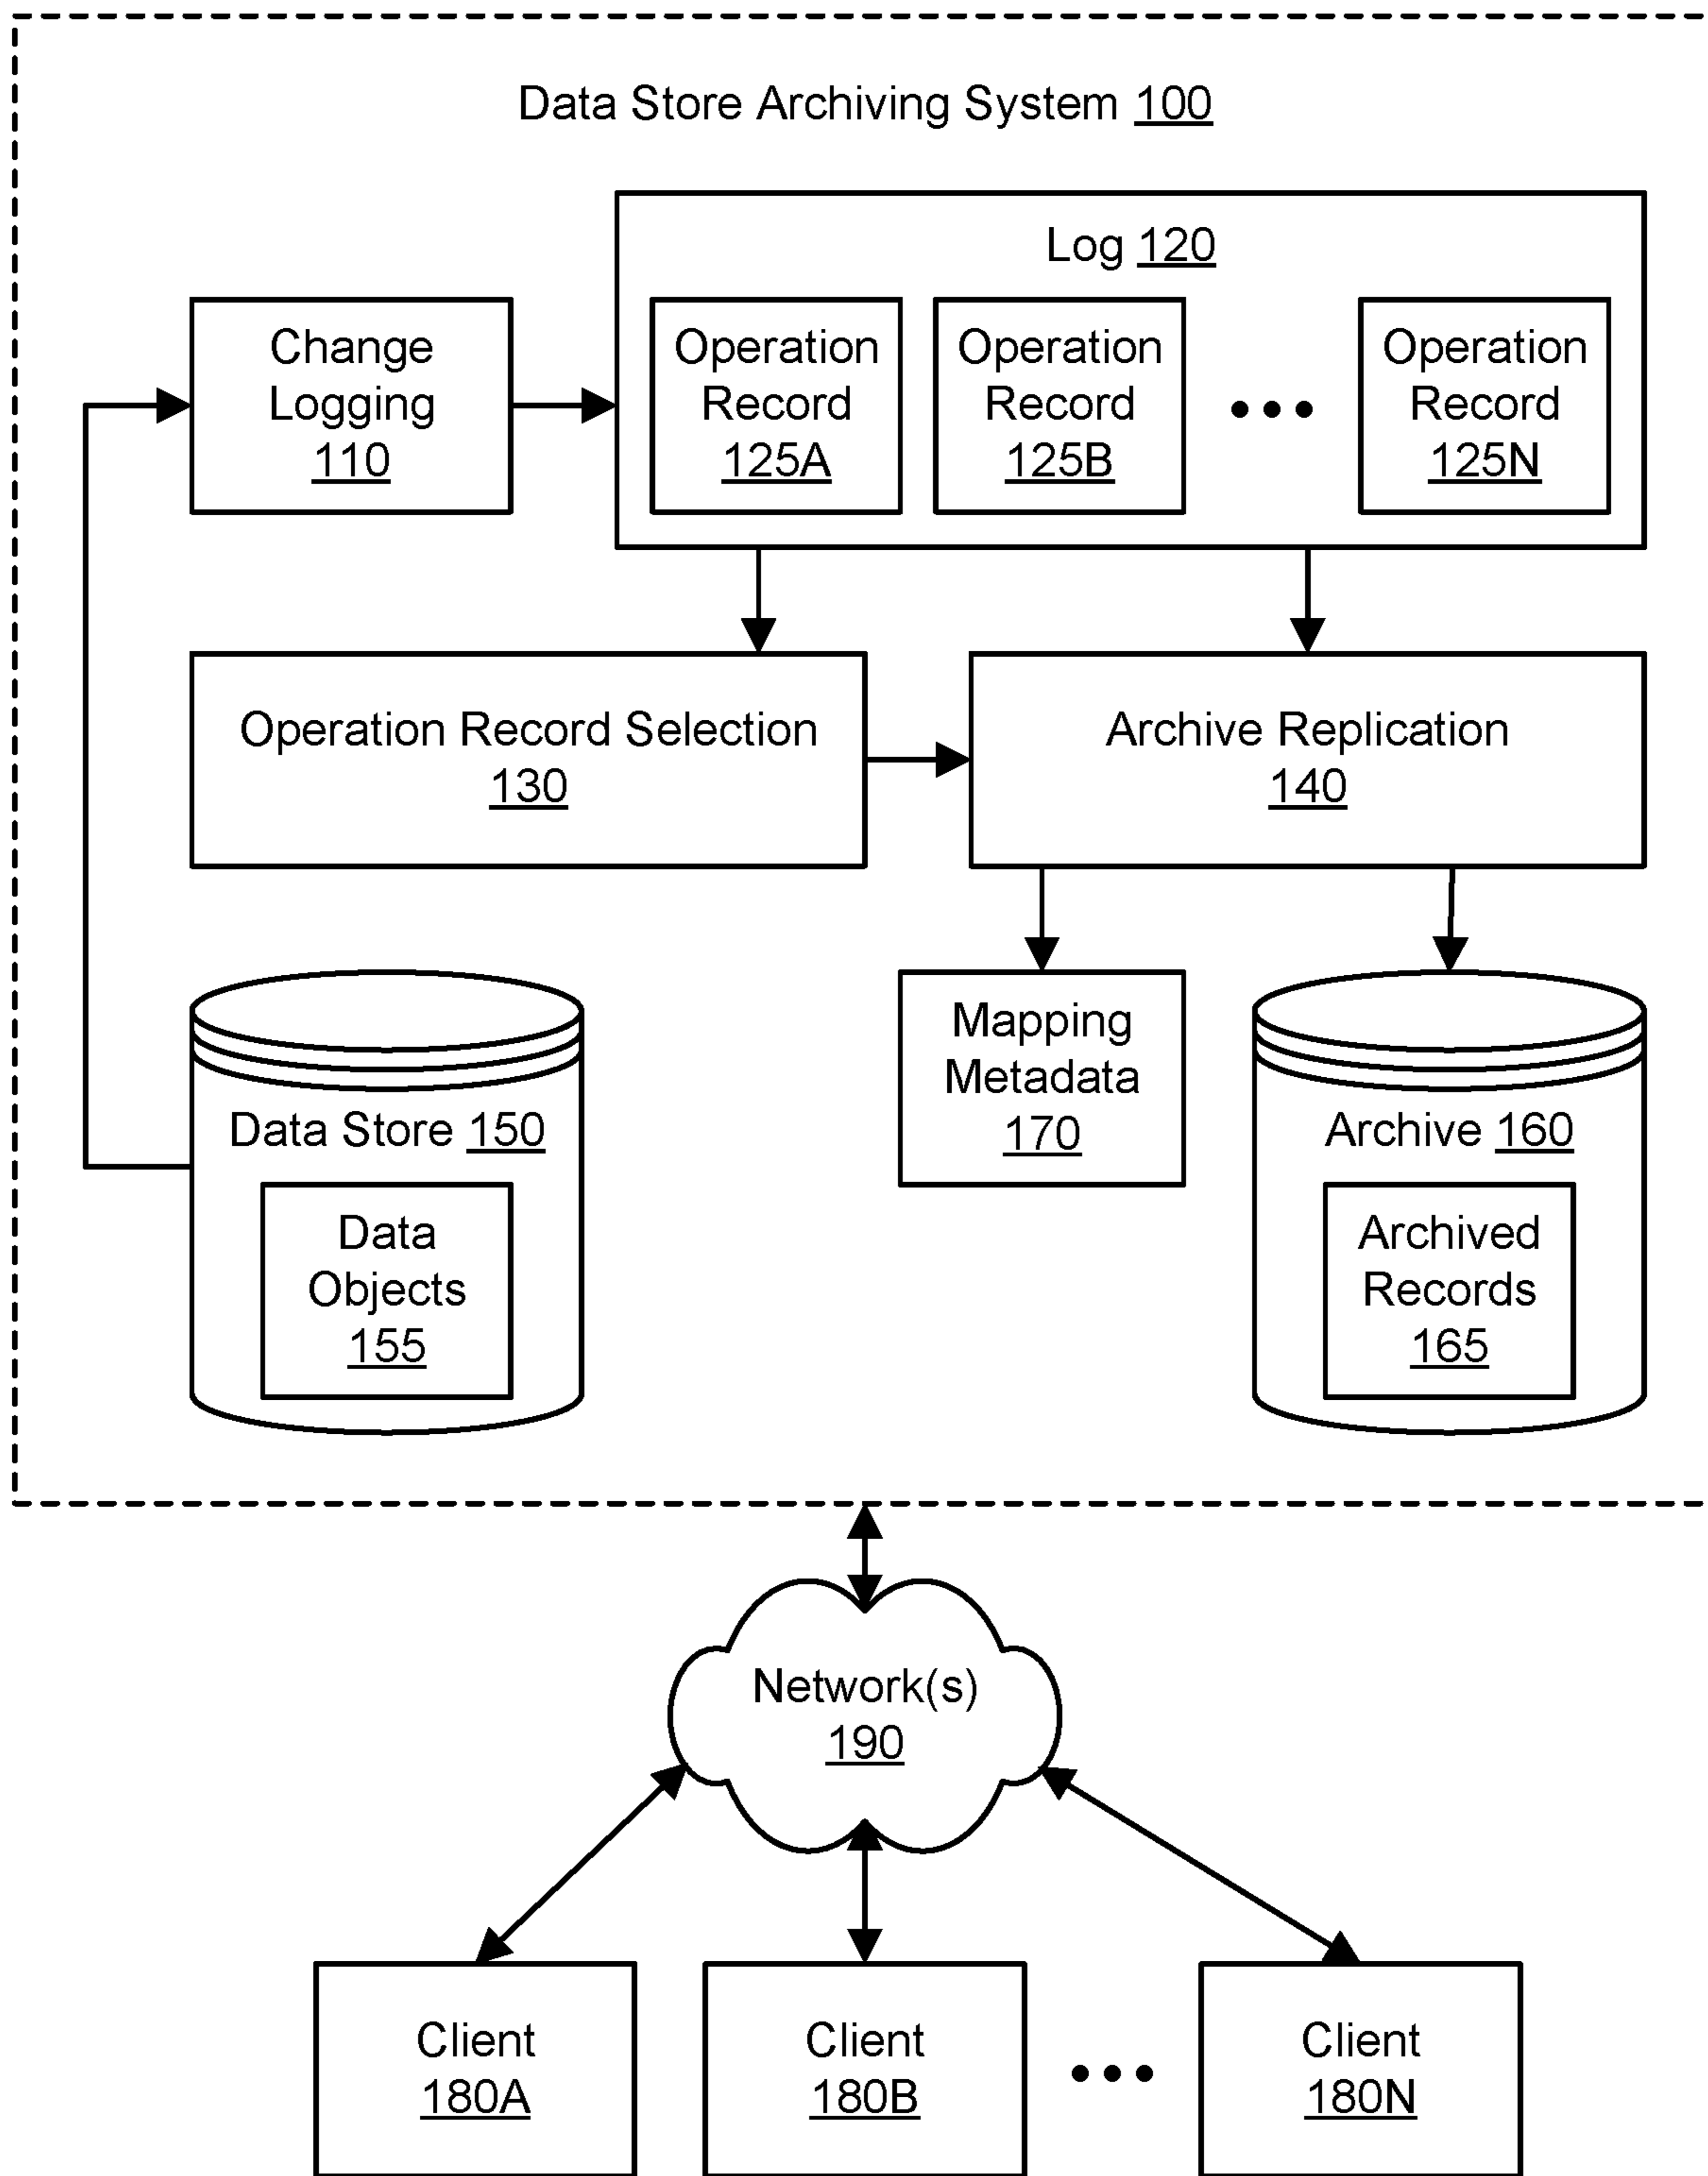 Data Store Archiving System 100
Log 120
Change
Logging
110
Operation
Record
125A
Operation
Record
125B
Operation
Record
125N
Operation Record Selection
130
Archive Replication
140
Mapping
Metadata
170
Data Store 150
Data
Objects
155
Archive 160
Archived
Records
165
Network(s)
190
Client
180A
Client
180B
Client
180N